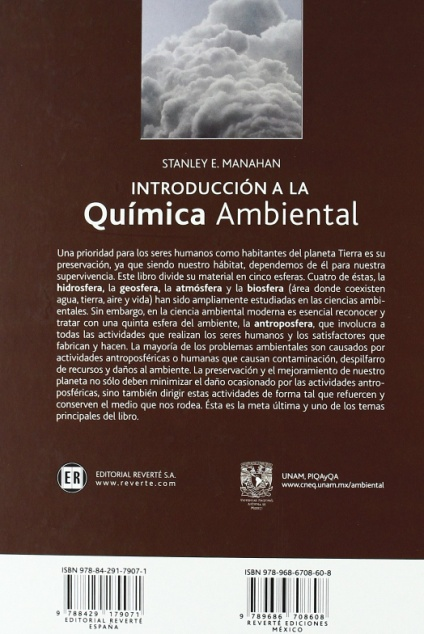 STANLEY E. MANAHAN
INTRODUCCIÓN A LA
Química Ambiental
Una prioridad para los seres humanos como habitantes del planeta Tierra es su
preservación, ya que siendo nuestro hábitat, dependemos de él para nuestra
supervivencia. Este libro divide su material en cinco esferas. Cuatro de éstas, la
hidrosfera, la geosfera, la atmósfera y la biosfera (área donde coexisten
agua, tierra, aire y vida) han sido ampliamente estudiadas en las ciencias ambi-
entales. Sin embargo, en la ciencia ambiental moderna es esencial reconocer y
tratar con una quinta esfera del ambiente, la antroposfera, que involucra a
todas las actividades que realizan los seres humanos y los satisfactores que
fabrican y hacen. La mayoría de los problemas ambientales son causados por
actividades antroposféricas o humanas que causan contaminación, despilfarro
de recursos y daños al ambiente. La preservación y el mejoramiento de nuestro
planeta no sólo deben minimizar el daño ocasionado por las actividades antro-
posféricas, sino también dirigir estas actividades de forma tal que refuercen y
conserven el medio que nos rodea. Ésta es la meta última y uno de los temas
principales del libro.
ER
EDITORIAL REVERTÉ S.A.
www.reverte.com
UNAM, PIQAyQA
www.cneq.unam.mx/ambiental
ISBN 978-84-291-7907-1
9 788429 179071
EDITORIAL REVERTÉ
ESPAÑA
ISBN 978-968-6708-60-8
9 789686 708608
REVERTÉ EDICIONES
MÉXICO